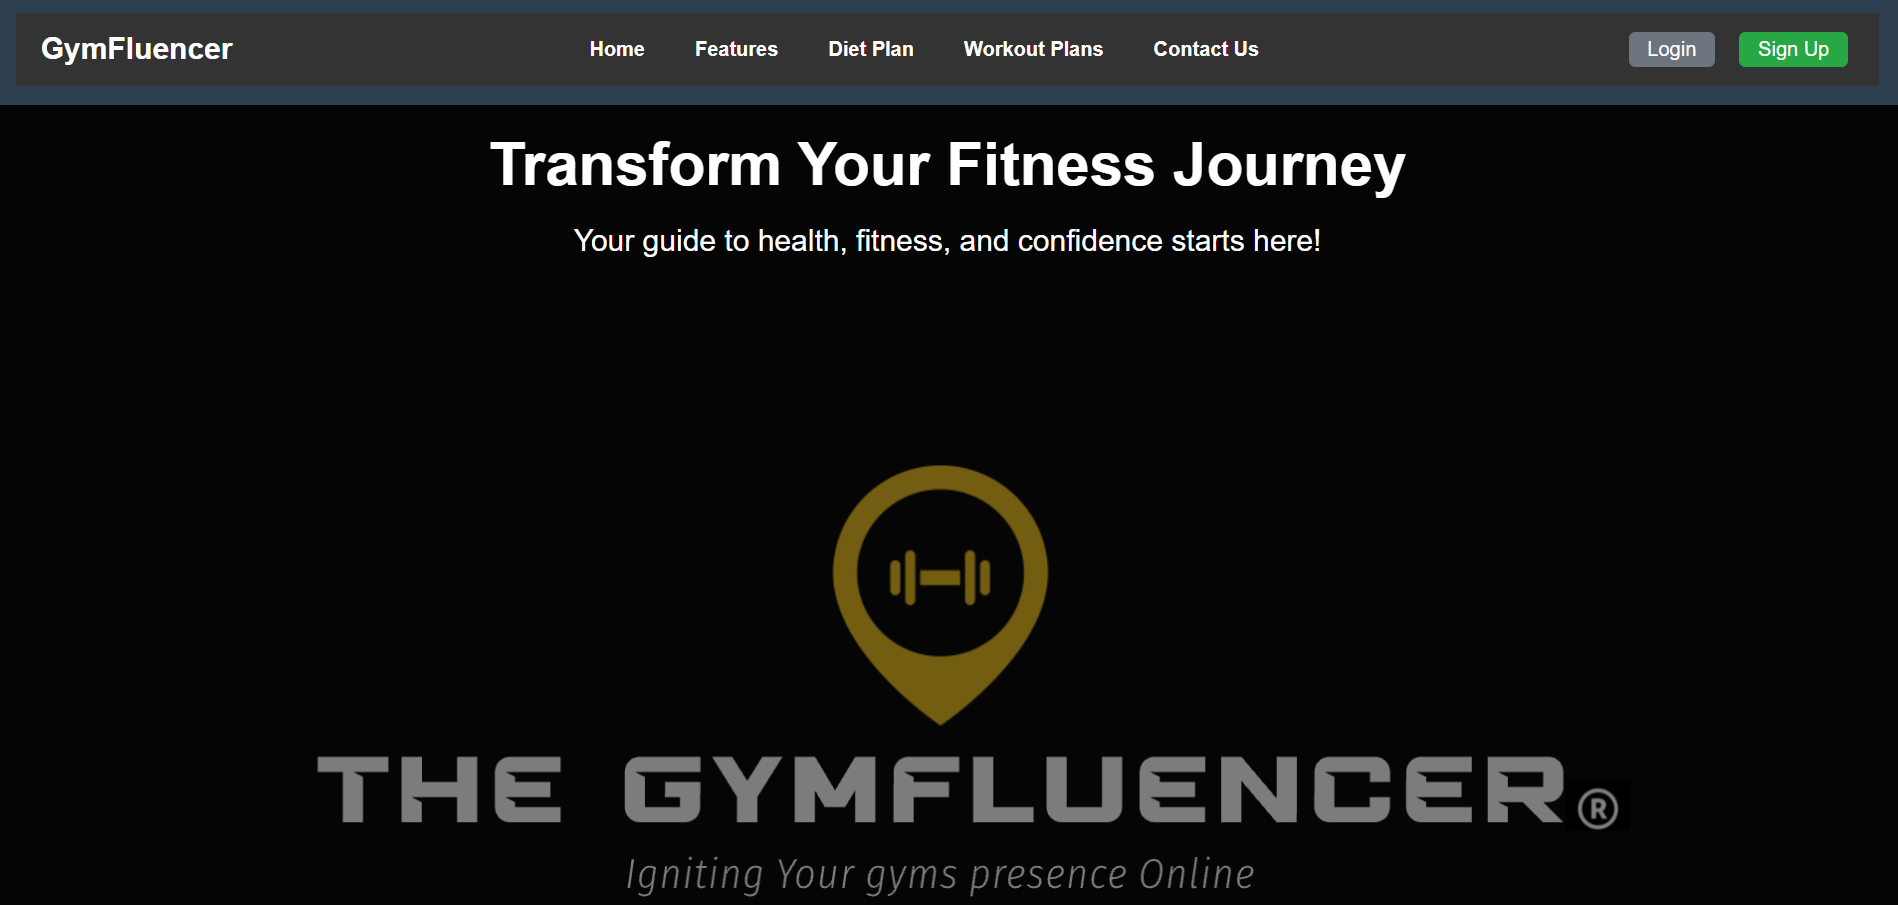 GymFluencer Home Features Diet Plan Workout Plans Contact Us Login Sign Up
Transform Your Fitness Journey
Your guide to health, fitness, and confidence starts here!
THE GYMFLUENCER®
Igniting Your gyms presence Online